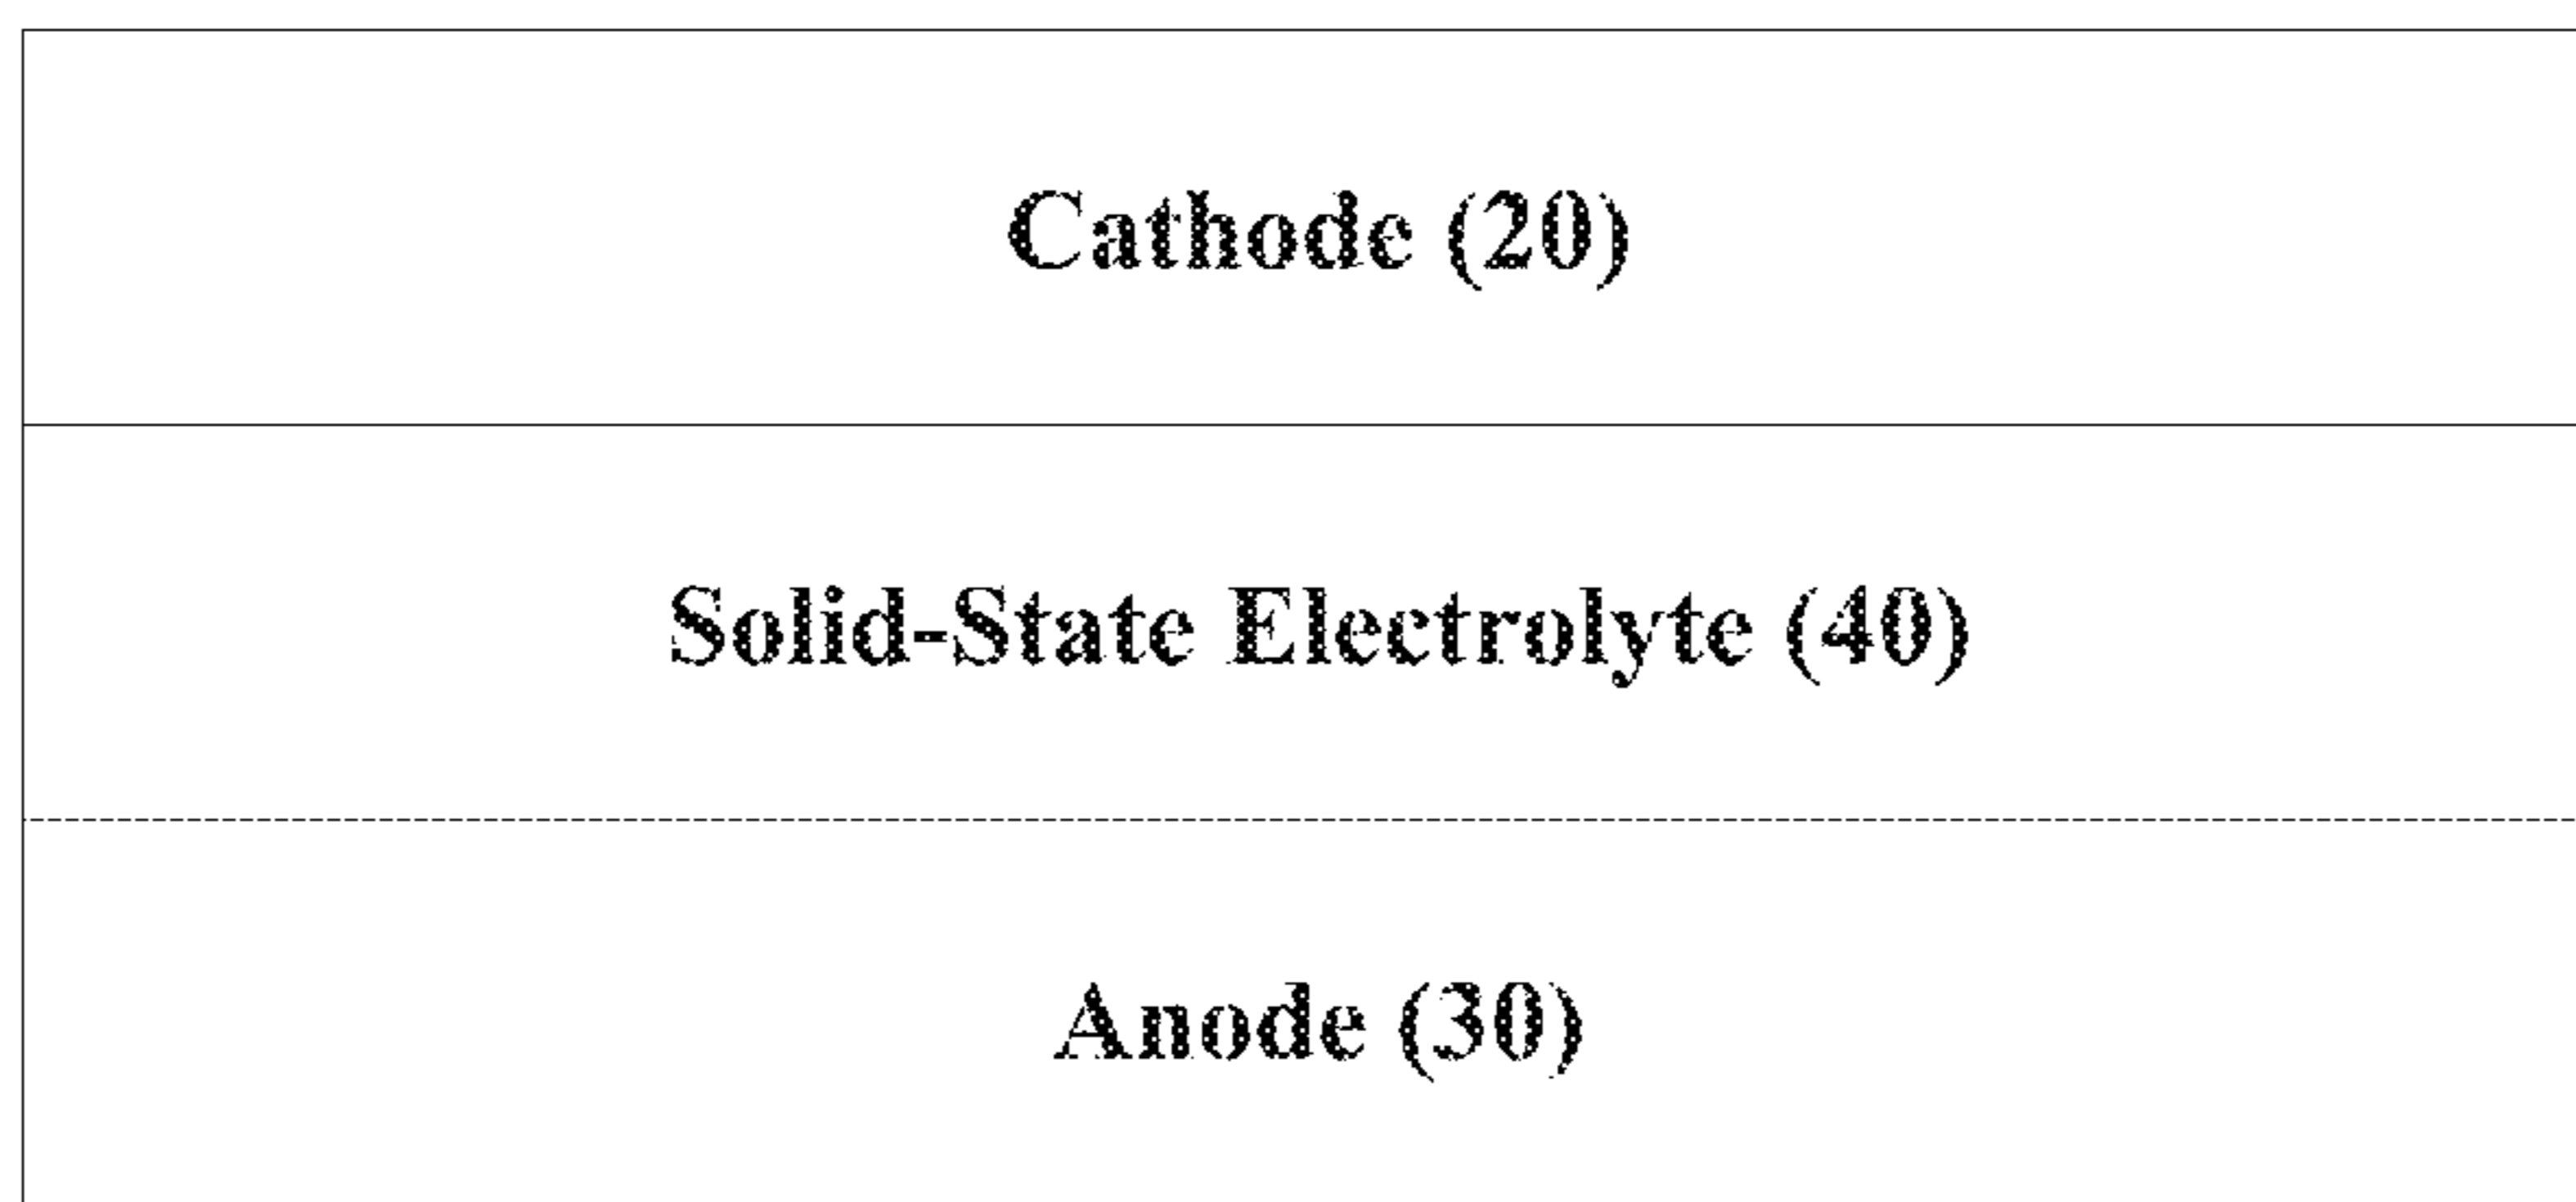 Cathode (20)
Solid-State Electrolyte (40)
Anode (30)